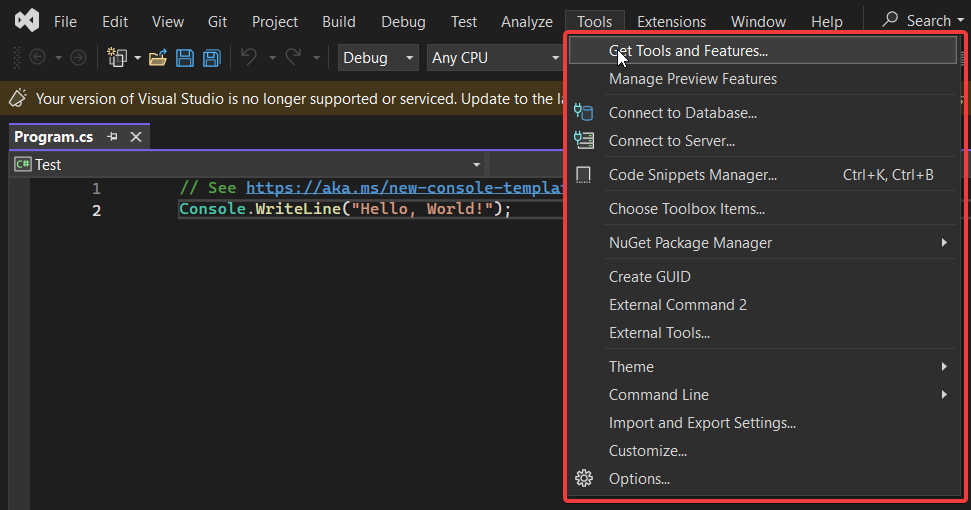 File Edit View Git Project Build Debug Test Analyze Tools Extensions Window Help Search
Debug Any CPU
Your version of Visual Studio is no longer supported or serviced. Update to the
Program.cs
C# Test
1 // See https://aka.ms/new-console-templat
2 Console.WriteLine("Hello, World!");
Get Tools and Features...
Manage Preview Features
Connect to Database...
Connect to Server...
Code Snippets Manager... Ctrl+K, Ctrl+B
Choose Toolbox Items...
NuGet Package Manager
Create GUID
External Command 2
External Tools...
Theme
Command Line
Import and Export Settings...
Customize...
Options...